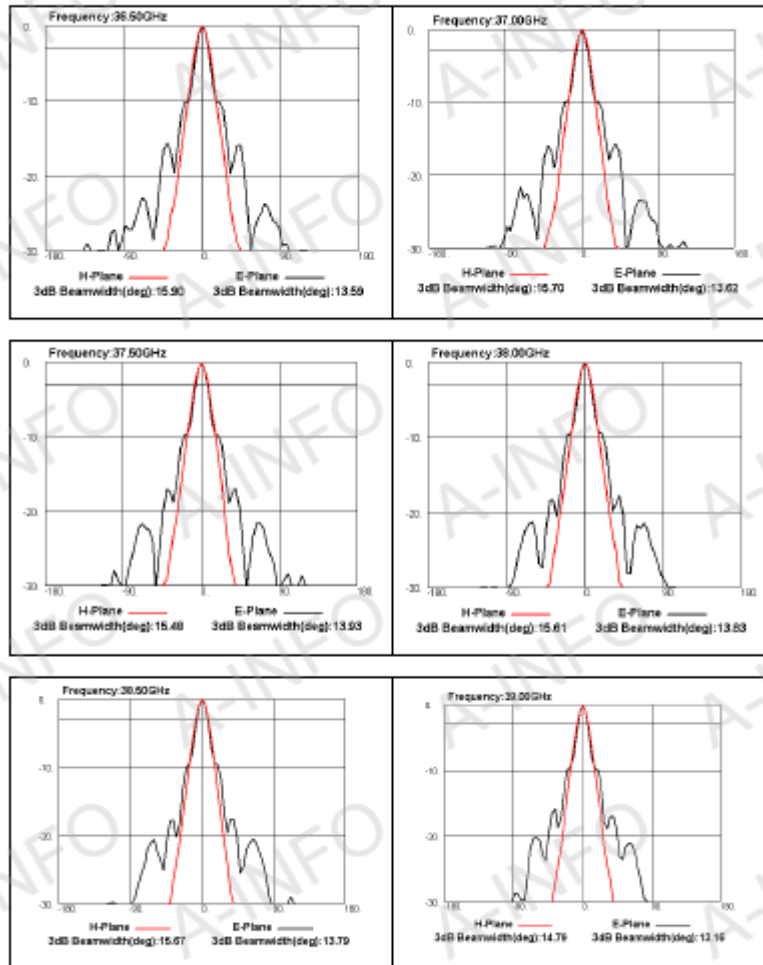 Frequency:36.50GHz
0.
-10.
-20.
-30.
-180.
-90
0.
90
180.
H-Plane
E-Plane
3dB Beamwidth(deg):15.90
3dB Beamwidth(deg):13.59
Frequency:37.00GHz
0.
-10.
-20.
-30.
-180.
-90
0.
90.
180.
H-Plane
E-Plane
3dB Beamwidth(deg):15.70
3dB Beamwidth(deg):13.62
Frequency:37.50GHz
0.
-10.
-20.
-30.
-180.
-90
0.
90.
180.
H-Plane
E-Plane
3dB Beamwidth(deg):15.48
3dB Beamwidth(deg):13.93
Frequency:38.00GHz
0.
-10.
-20.
-30.
-180.
-90
0.
90.
180.
H-Plane
E-Plane
3dB Beamwidth(deg):15.61
3dB Beamwidth(deg):13.83
Frequency:38.50GHz
0.
-10.
-20.
-30.
-180.
-90
0.
90.
180.
H-Plane
E-Plane
3dB Beamwidth(deg):15.67
3dB Beamwidth(deg):13.79
Frequency:39.00GHz
0.
-10.
-20.
-30.
-180
-90.
0.
90.
180.
H-Plane
E-Plane
3dB Beamwidth(deg):14.79
3dB Beamwidth(deg):13.16
A-INFO